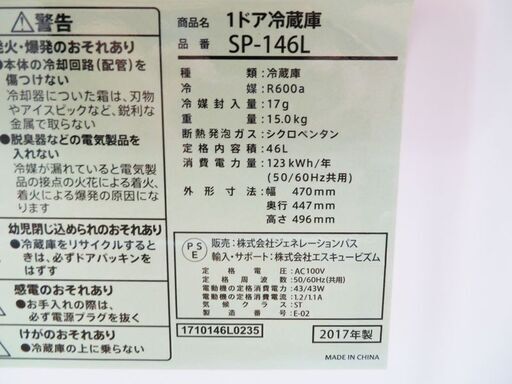 警告
発火・爆発のおそれあり
●本体の冷却回路(配管)を
傷つけない
冷却器についた霜は、刃物
やアイスピックなど、鋭利な
金属で取らない
●脱臭器などの電気製品を
入れない
冷媒が漏れていると電気製
品の接点の火花による着火、
着火による爆発の原因にな
ります
幼児閉じ込められのおそれ
●冷蔵庫をリサイクルすると
きは、必ずドアパッキンを
はずす
感電のおそれあり
●お手入れの際は、必
ず電源プラグを抜く
けがのおそれあり
●冷蔵庫の上に乗らない
商品名 1ドア冷蔵庫
品番 SP-146L
種類:冷蔵庫
冷媒:R600a
冷媒封入量:17g
重量:15.0kg
断熱発泡ガス:シクロペンタン
定格内容積:46L
消費電力量:123kWh/年
(50/60Hz共用)
外形寸法:幅 470mm
奥行 447mm
高さ 496mm
PSE
販売:株式会社ジェネレーションパス
輸入・サポート:株式会社エスキュービズム
定格電圧:AC100V
定格周波数:50/60Hz(共用)
電動機の定格消費電力:43/43W
電動機の定格消費電流:1.2/1.1A
気候クラス:ST
製造番号:E-02
1710146L0235
2017年製
MADE IN CHINA